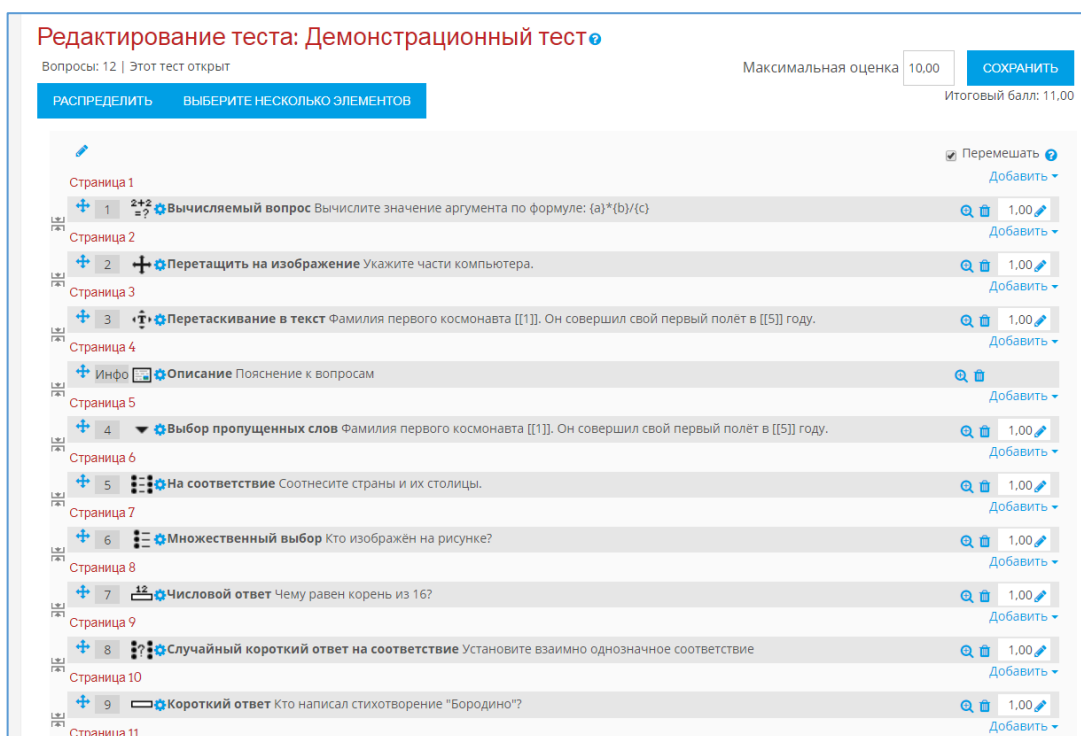 Редактирование теста: Демонстрационный тест
Вопросы: 12 | Этот тест открыт
Максимальная оценка 10,00 СОХРАНИТЬ
РАСПРЕДЕЛИТЬ ВЫБЕРИТЕ НЕСКОЛЬКО ЭЛЕМЕНТОВ
Итоговый балл: 11,00
Перемешать
Страница 1 Добавить
1 2+2=? Вычисляемый вопрос Вычислите значение аргумента по формуле: {a}*{b}/{c} 1,00
Страница 2 Добавить
2 Перетащить на изображение Укажите части компьютера. 1,00
Страница 3 Добавить
3 Перетаскивание в текст Фамилия первого космонавта [[1]]. Он совершил свой первый полёт в [[5]] году. 1,00
Страница 4 Добавить
Инфо Описание Пояснение к вопросам
Страница 5 Добавить
4 Выбор пропущенных слов Фамилия первого космонавта [[1]]. Он совершил свой первый полёт в [[5]] году. 1,00
Страница 6 Добавить
5 На соответствие Соотнесите страны и их столицы. 1,00
Страница 7 Добавить
6 Множественный выбор Кто изображён на рисунке? 1,00
Страница 8 Добавить
7 12 Числовой ответ Чему равен корень из 16? 1,00
Страница 9 Добавить
8 Случайный короткий ответ на соответствие Установите взаимно однозначное соответствие 1,00
Страница 10 Добавить
9 Короткий ответ Кто написал стихотворение "Бородино"? 1,00
Страница 11 Добавить